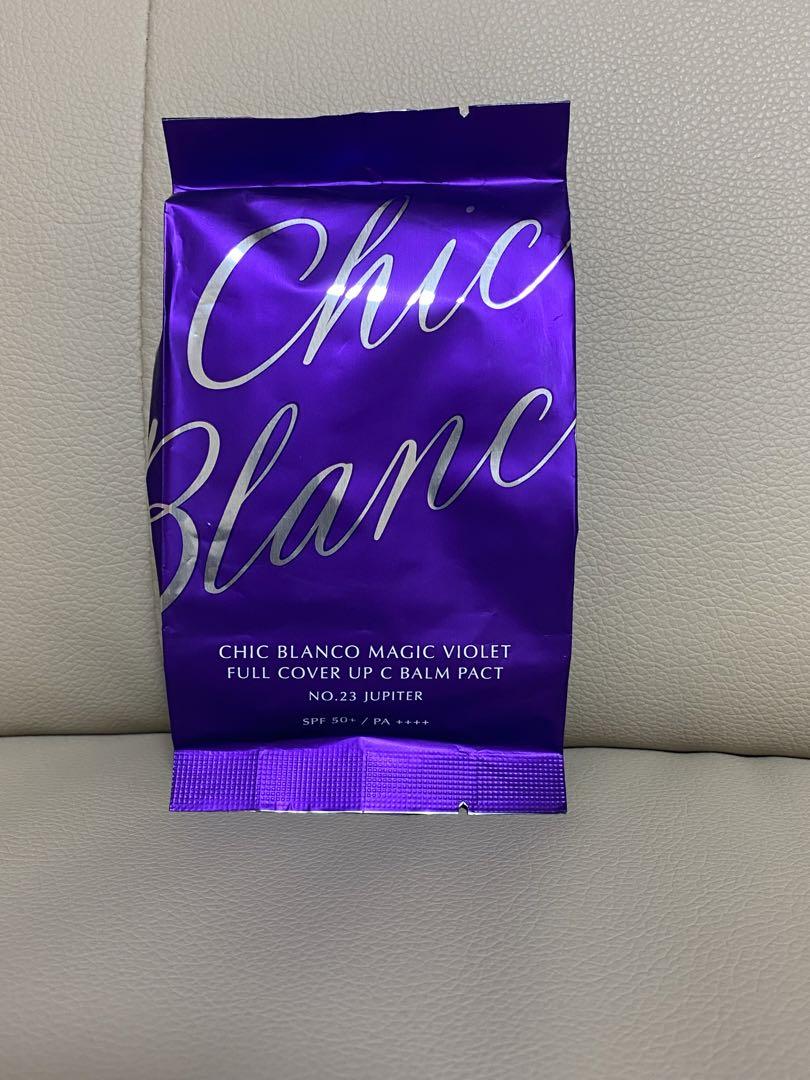 Chic
Blanc
CHIC BLANCO MAGIC VIOLET
FULL COVER UP C BALM PACT
NO.23 JUPITER
SPF 50+ / PA ++++